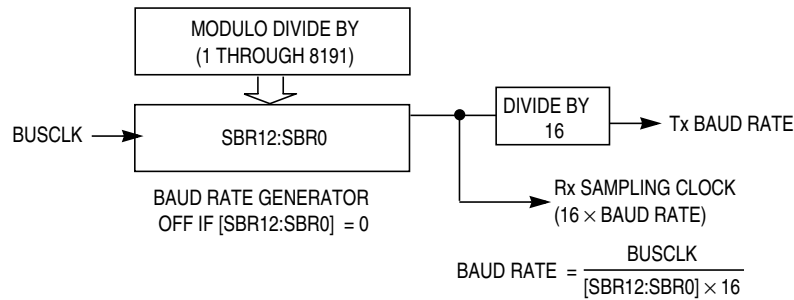 MODULO DIVIDE BY
(1 THROUGH 8191)
BUSCLK
SBR12:SBR0
DIVIDE BY
16
Tx BAUD RATE
BAUD RATE GENERATOR
OFF IF [SBR12:SBR0] = 0
Rx SAMPLING CLOCK
(16 × BAUD RATE)
BAUD RATE =
BUSCLK
[SBR12:SBR0] × 16